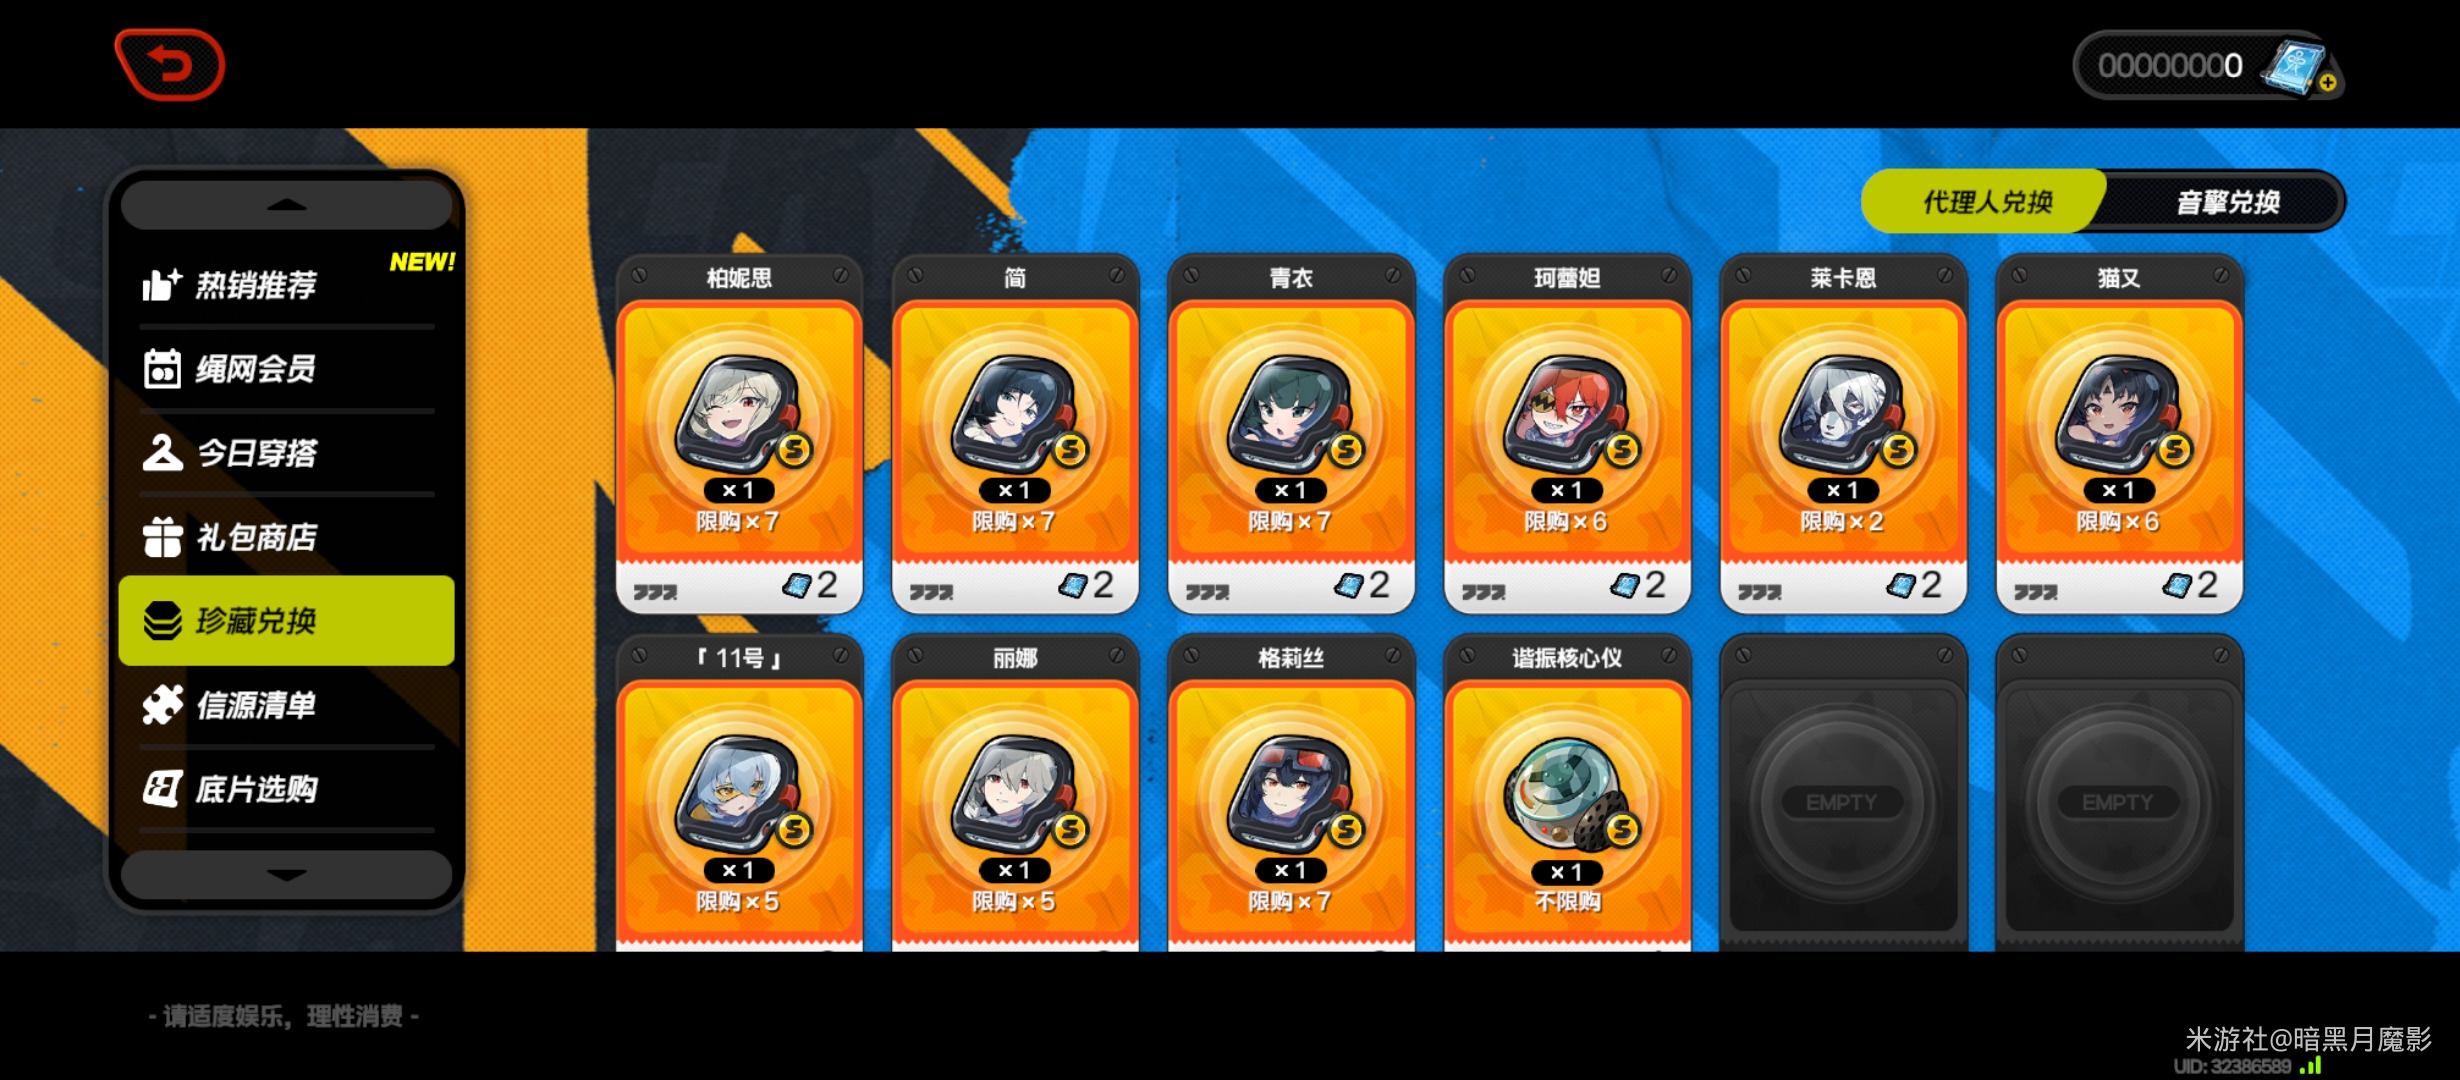 000000000
代理人兑换
音擎兑换
NEW!
热销推荐
绳网会员
今日穿搭
礼包商店
珍藏兑换
信源清单
底片选购
柏妮思
×1
限购×7
2
简
×1
限购×7
2
青衣
×1
限购×7
2
珂蕾妲
×1
限购×6
2
莱卡恩
×1
限购×2
2
猫又
×1
限购×6
2
「11号」
×1
限购×5
丽娜
×1
限购×5
格莉丝
×1
限购×7
谐振核心仪
×1
不限购
EMPTY
EMPTY
- 请适度娱乐，理性消费 -
米游社@暗黑月魔影
UID: 32386589